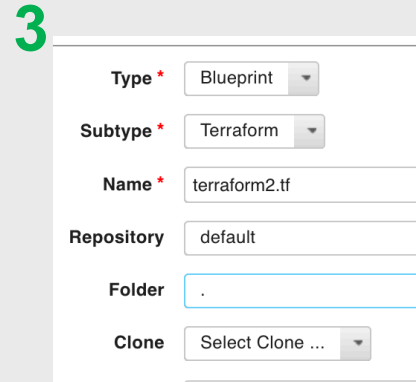 3
Type * Blueprint
Subtype * Terraform
Name * terraform2.tf
Repository default
Folder .
Clone Select Clone ...